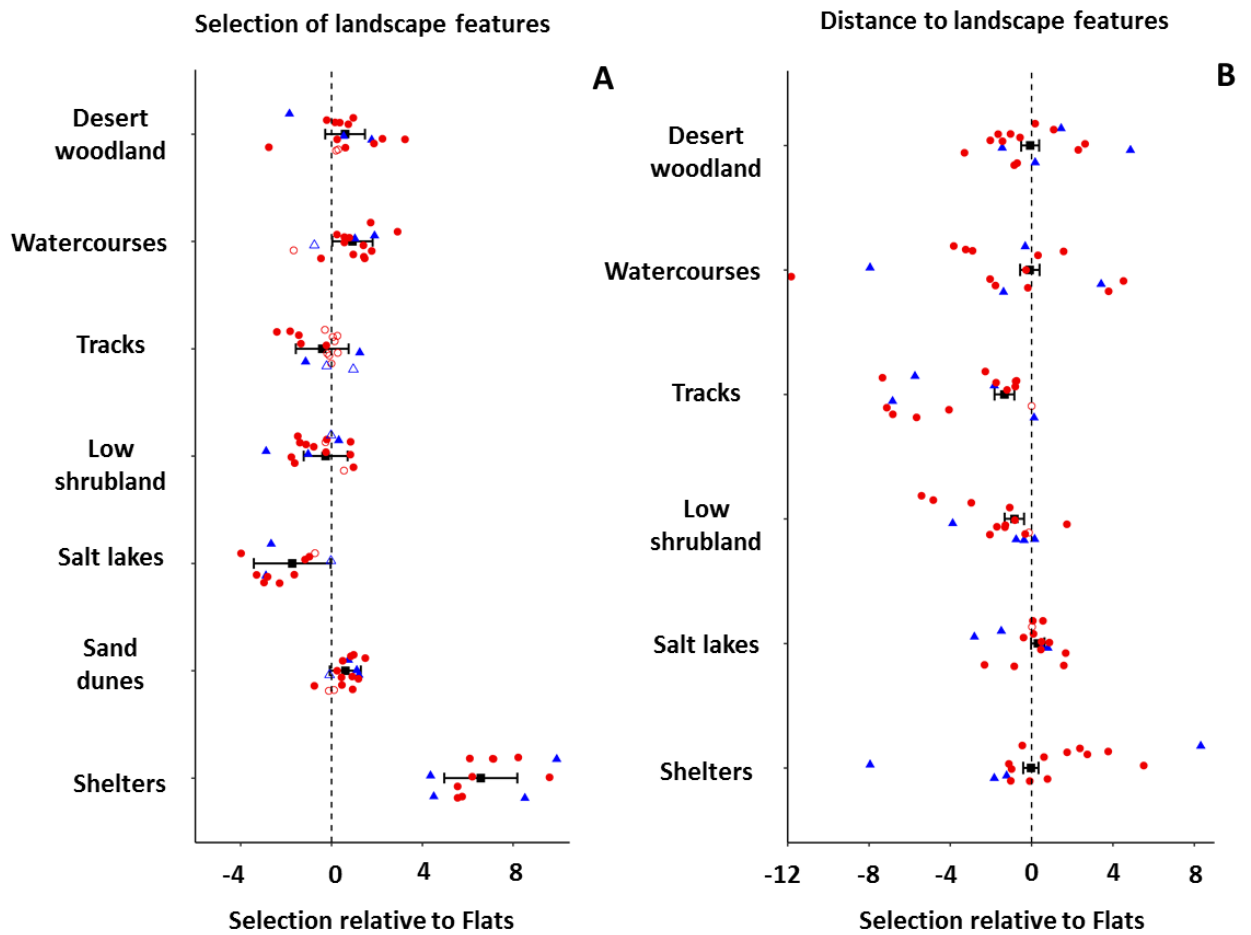 Selection of landscape features
A
Desert
woodland
Watercourses
Tracks
Low
shrubland
Salt lakes
Sand
dunes
Shelters
-4 0 4 8
Selection relative to Flats
Distance to landscape features
B
Desert
woodland
Watercourses
Tracks
Low
shrubland
Salt lakes
Shelters
-12 -8 -4 0 4 8
Selection relative to Flats